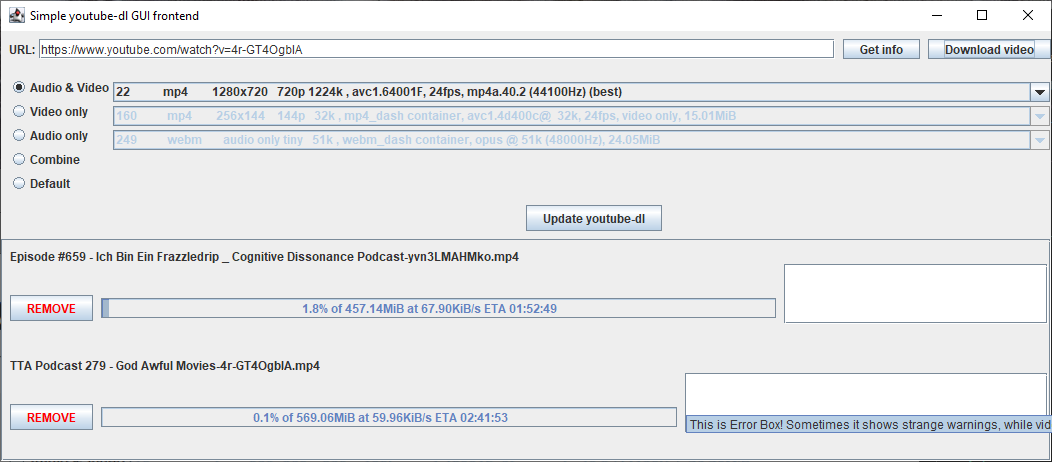 Simple youtube-dl GUI frontend
URL: https://www.youtube.com/watch?v=4r-GT4OgblA Get info Download video
Audio & Video 22 mp4 1280x720 720p 1224k , avc1.64001F, 24fps, mp4a.40.2 (44100Hz) (best)
Video only 160 mp4 256x144 144p 32k , mp4_dash container, avc1.4d400c@ 32k, 24fps, video only, 15.01MiB
Audio only 249 webm audio only tiny 51k , webm_dash container, opus @ 51k (48000Hz), 24.05MiB
Combine
Default
Update youtube-dl
Episode #659 - Ich Bin Ein Frazzledrip _ Cognitive Dissonance Podcast-yvn3LMAHMko.mp4
REMOVE 1.8% of 457.14MiB at 67.90KiB/s ETA 01:52:49
TTA Podcast 279 - God Awful Movies-4r-GT4OgblA.mp4
REMOVE 0.1% of 569.06MiB at 59.96KiB/s ETA 02:41:53
This is Error Box! Sometimes it shows strange warnings, while vid